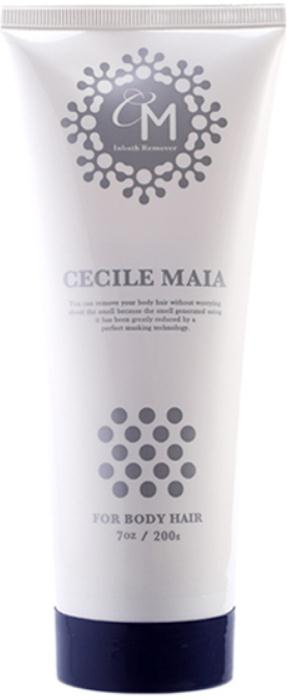 CM
Inbath Remover
CECILE MAIA
You can remove your body hair without worrying
about the smell because the smell generated using
it has been greatly reduced by a
perfect masking technology.
FOR BODY HAIR
7oz / 200g